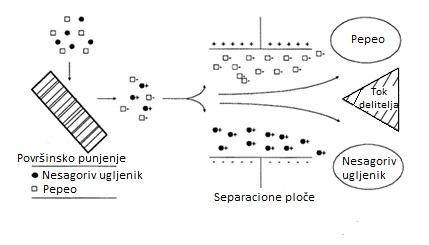 Pepeo
Tok
delitelja
Površinsko punjenje
Nesagoriv ugljenik
Pepeo
Nesagoriv
ugljenik
Separacione ploče